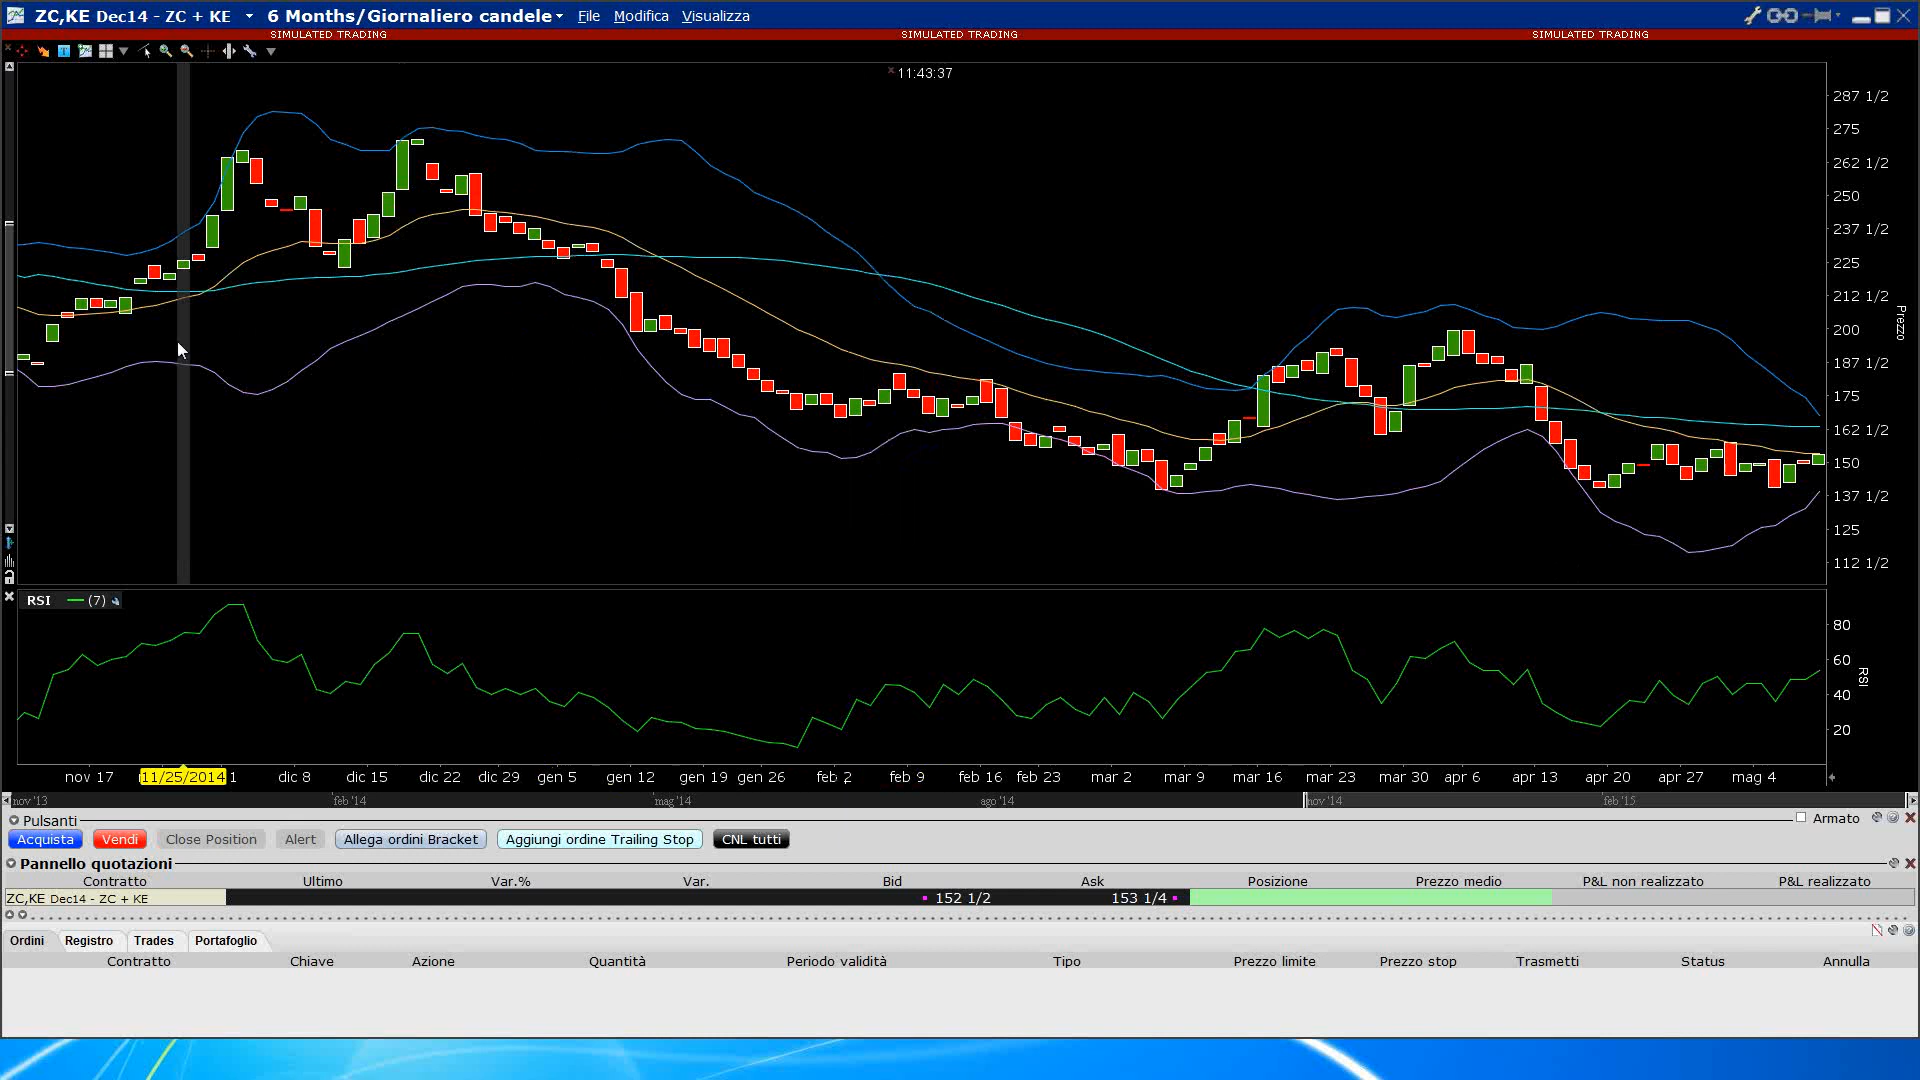 ZC,KE Dec14 - ZC + KE 6 Months/Giornaliero candele File Modifica Visualizza
SIMULATED TRADING SIMULATED TRADING SIMULATED TRADING
11:43:37
287 1/2
275
262 1/2
250
237 1/2
225
212 1/2
200
187 1/2
175
162 1/2
150
137 1/2
125
112 1/2
Prezzo
RSI (7)
80
60
40
20
RSI
nov 17 11/25/2014 1 dic 8 dic 15 dic 22 dic 29 gen 5 gen 12 gen 19 gen 26 feb 2 feb 9 feb 16 feb 23 mar 2 mar 9 mar 16 mar 23 mar 30 apr 6 apr 13 apr 20 apr 27 mag 4
nov '13 feb '14 mag '14 ago '14 nov '14 feb '15
Pulsanti Armato
Acquista Vendi Close Position Alert Allega ordini Bracket Aggiungi ordine Trailing Stop CNL tutti
Pannello quotazioni
Contratto Ultimo Var.% Var. Bid Ask Posizione Prezzo medio P&L non realizzato P&L realizzato
ZC,KE Dec14 - ZC + KE 152 1/2 153 1/4
Ordini Registro Trades Portafoglio
Contratto Chiave Azione Quantità Periodo validità Tipo Prezzo limite Prezzo stop Trasmetti Status Annulla